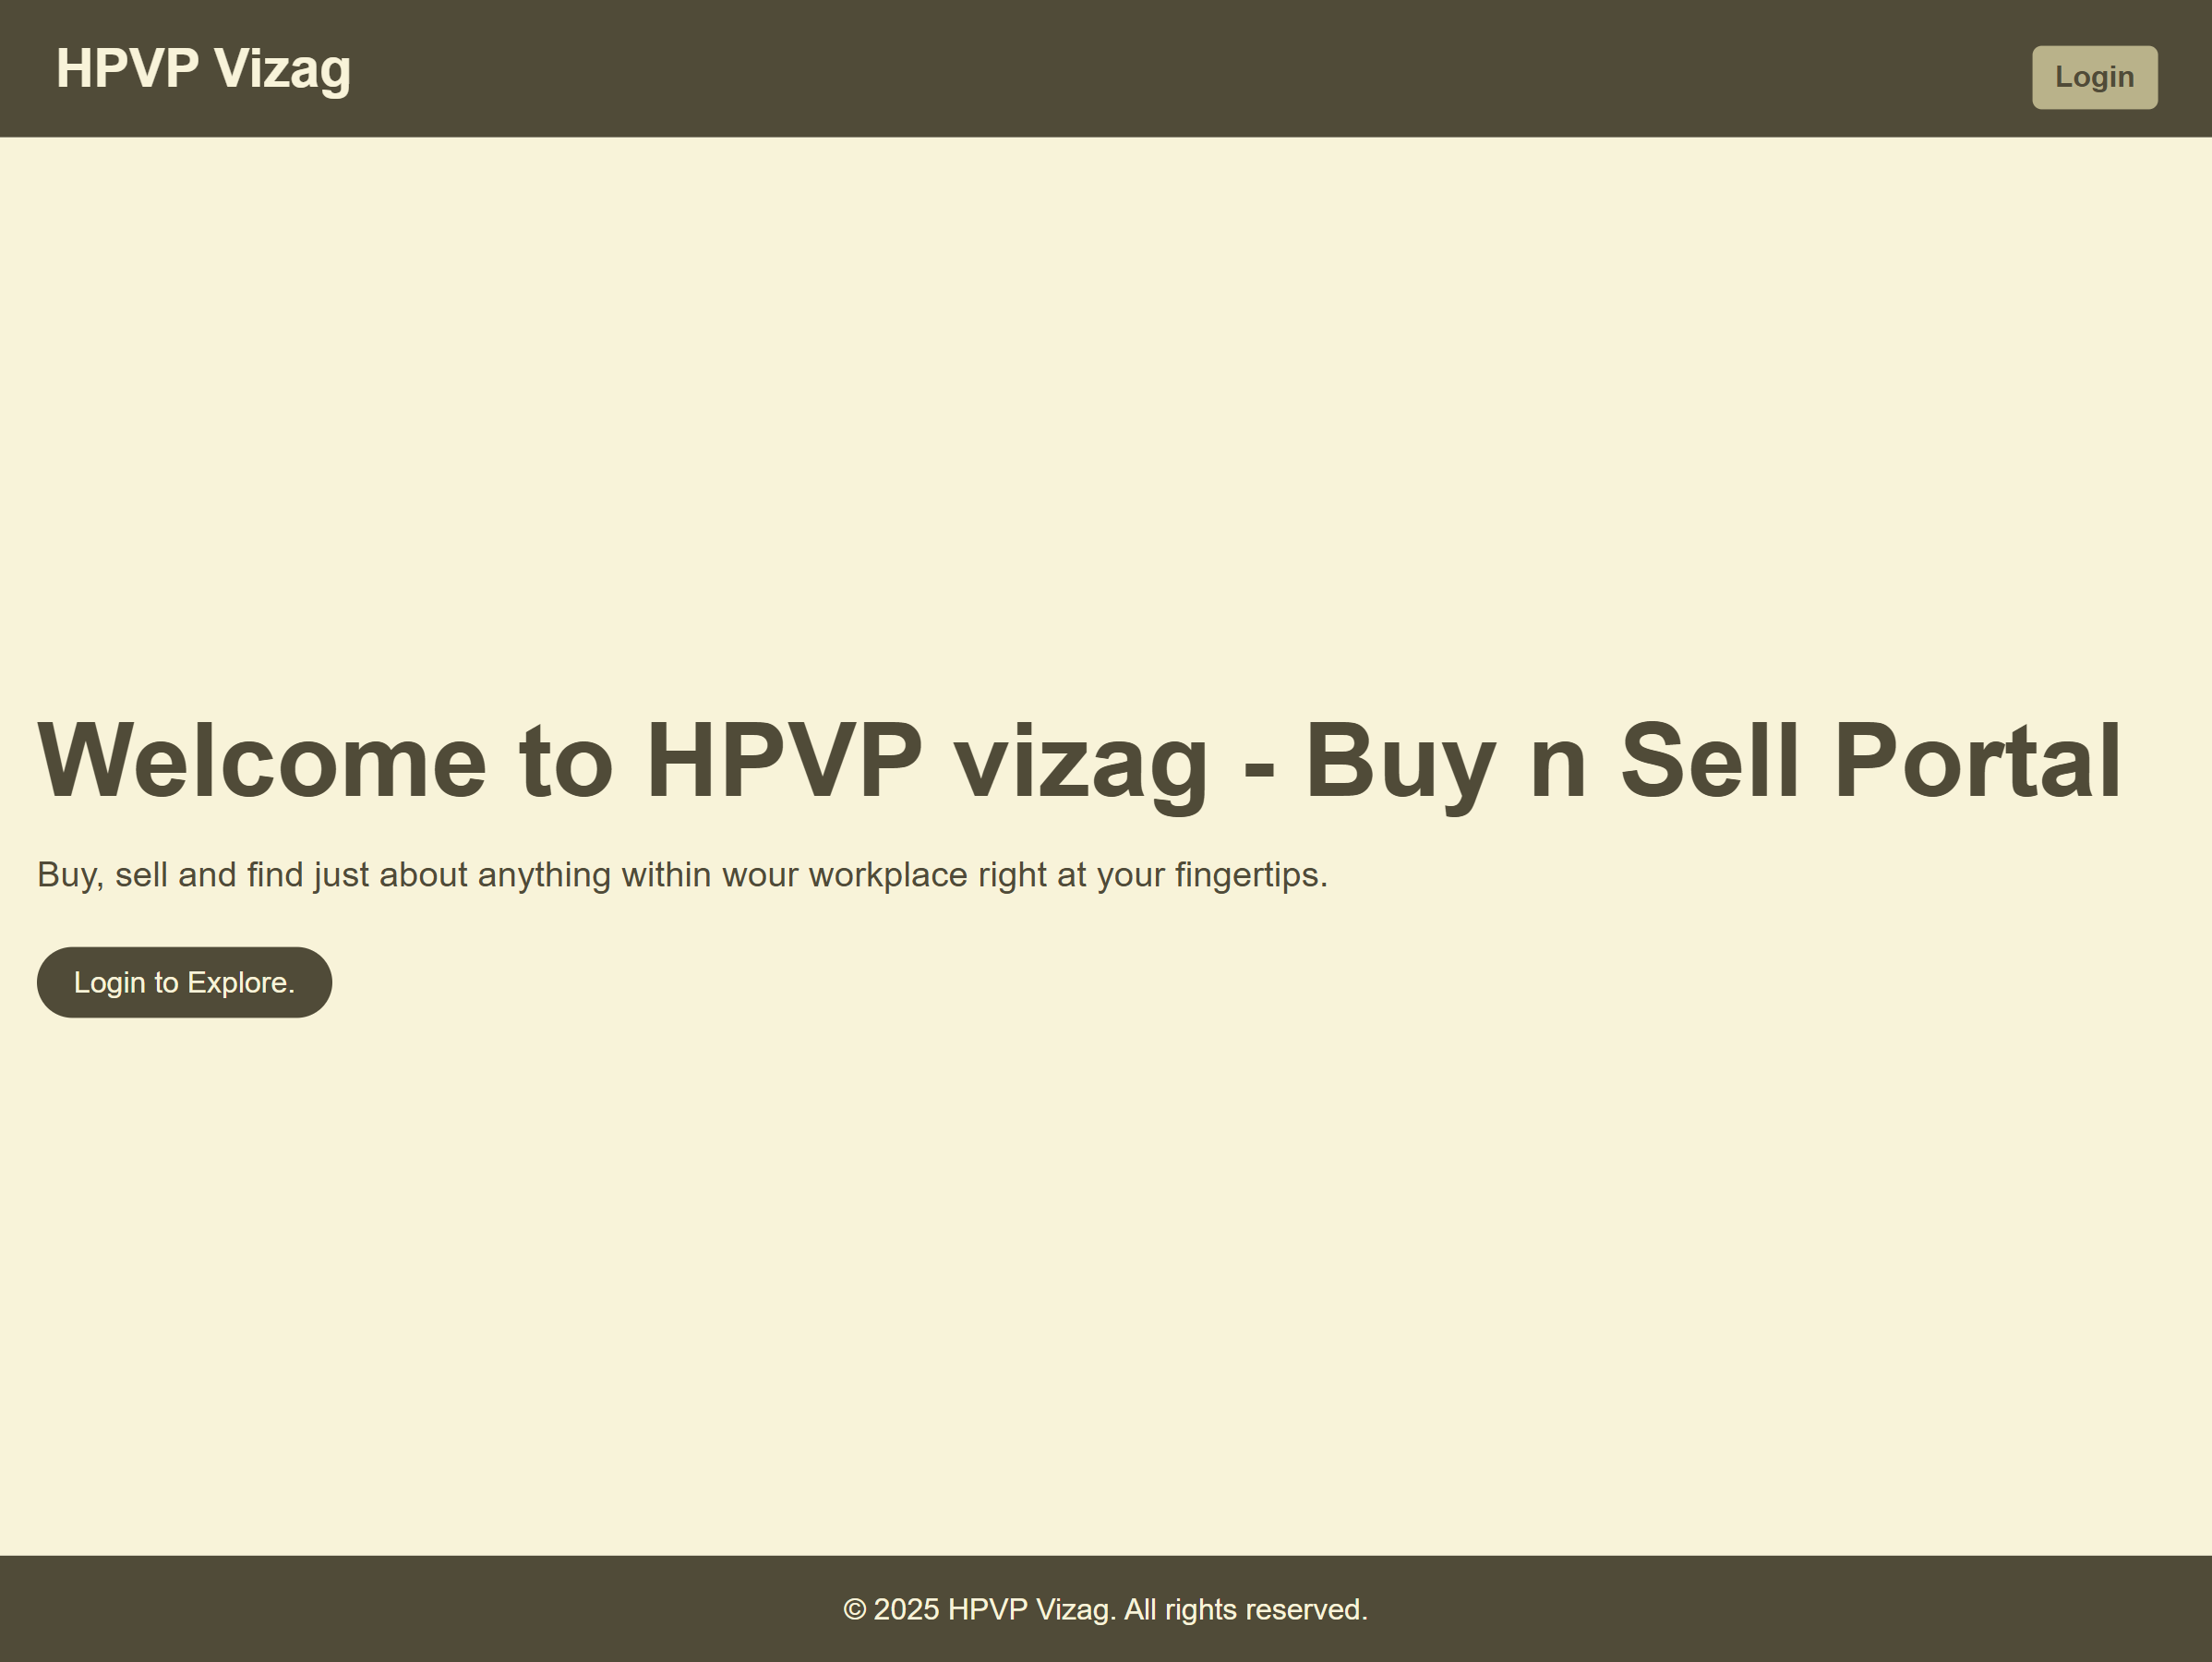 HPVP Vizag
Login
Welcome to HPVP vizag - Buy n Sell Portal
Buy, sell and find just about anything within wour workplace right at your fingertips.
Login to Explore.
© 2025 HPVP Vizag. All rights reserved.